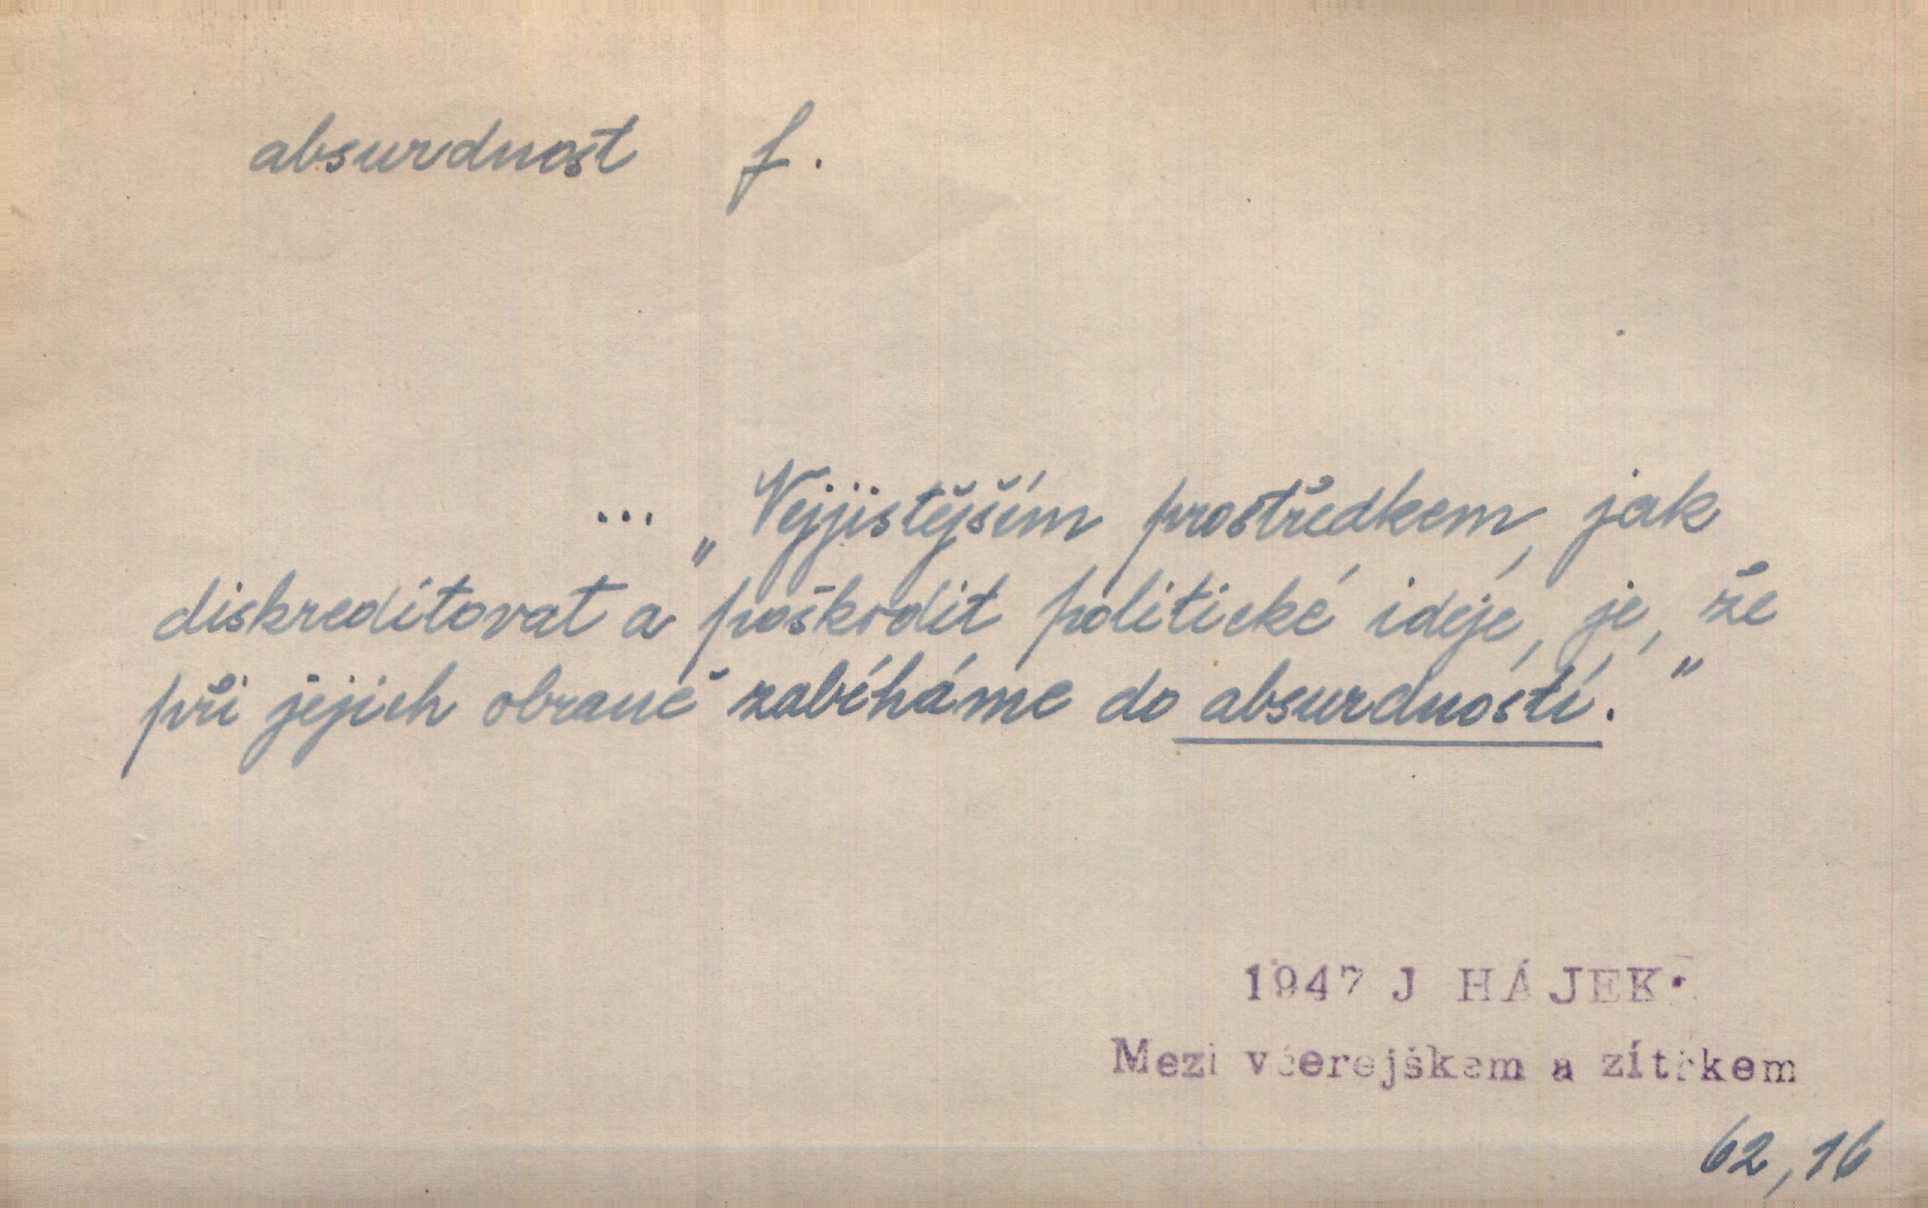 absurdnost f.
... „Nejjistějším prostředkem, jak
diskreditovat a poškodit politické ideje, je, že
při jejich obraně zabíháme do absurdností.“
1947 J HÁJEK.
Mezi včerejškem a zítřkem
62,16